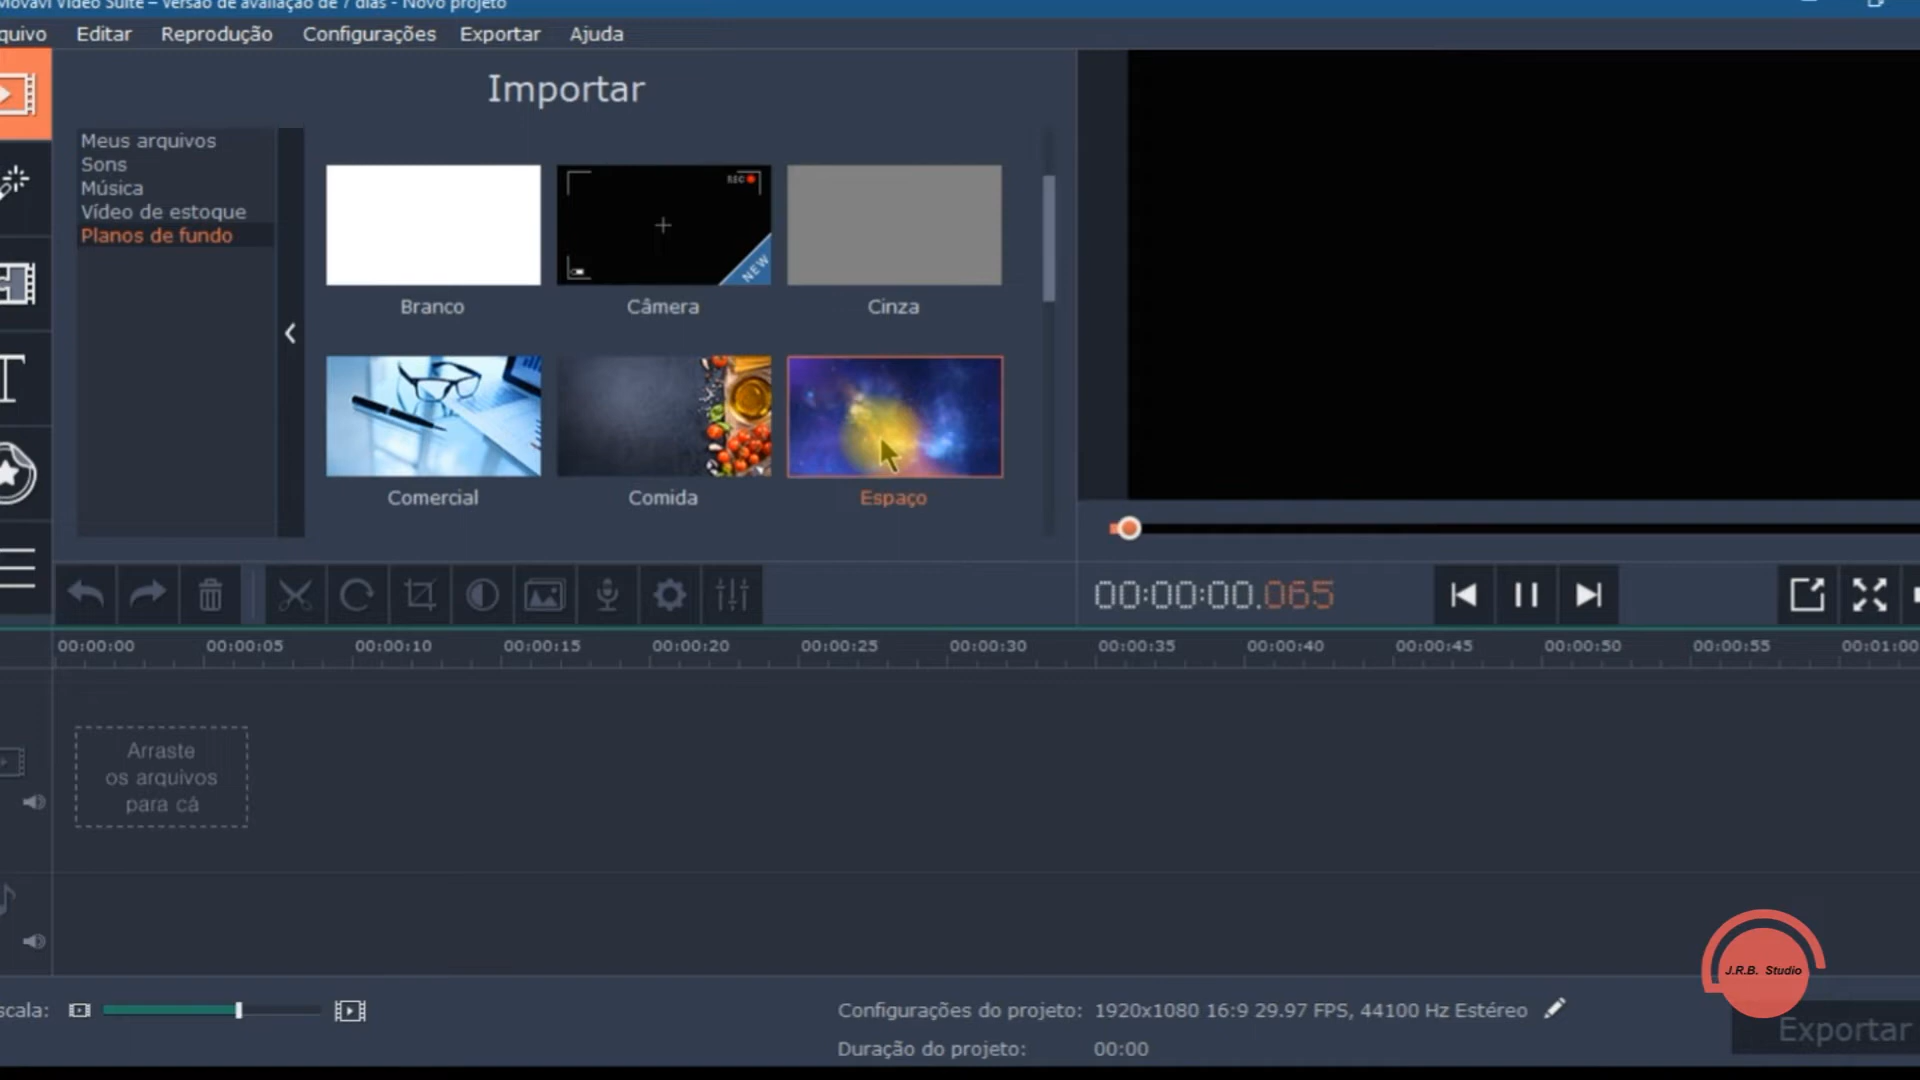 Movavi Video Suite – Versão de avaliação de 7 dias - Novo projeto
quivo Editar Reprodução Configurações Exportar Ajuda
Importar
Meus arquivos
Sons
Música
Vídeo de estoque
Planos de fundo
REC
NEW
Branco Câmera Cinza
Comercial Comida Espaço
00:00:00.065
00:00:00 00:00:05 00:00:10 00:00:15 00:00:20 00:00:25 00:00:30 00:00:35 00:00:40 00:00:45 00:00:50 00:00:55 00:01:00
Arraste
os arquivos
para cá
J.R.B. Studio
scala:
Configurações do projeto: 1920x1080 16:9 29.97 FPS, 44100 Hz Estéreo
Exportar
Duração do projeto: 00:00